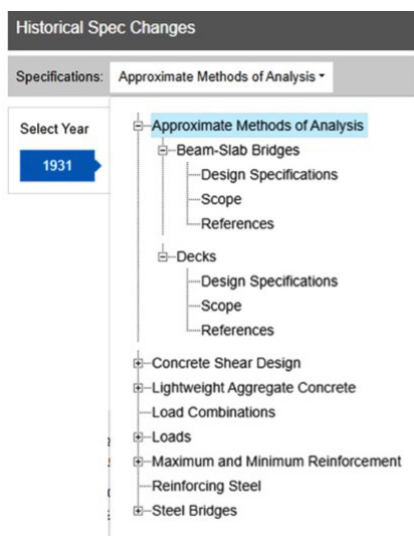 Historical Spec Changes
Specifications: Approximate Methods of Analysis
Select Year
1931
Approximate Methods of Analysis
Beam-Slab Bridges
Design Specifications
Scope
References
Decks
Design Specifications
Scope
References
Concrete Shear Design
Lightweight Aggregate Concrete
Load Combinations
Loads
Maximum and Minimum Reinforcement
Reinforcing Steel
Steel Bridges